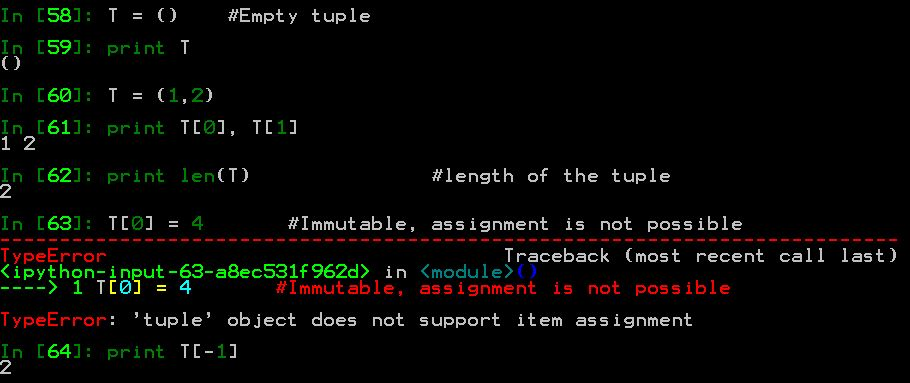 In [58]: T = ()    #Empty tuple
In [59]: print T
()
In [60]: T = (1,2)
In [61]: print T[0], T[1]
1 2
In [62]: print len(T)    #length of the tuple
2
In [63]: T[0] = 4    #Immutable, assignment is not possible
---------------------------------------------------------------------------
TypeError    Traceback (most recent call last)
<ipython-input-63-a8ec531f962d> in <module>()
----> 1 T[0] = 4    #Immutable, assignment is not possible
TypeError: 'tuple' object does not support item assignment
In [64]: print T[-1]
2